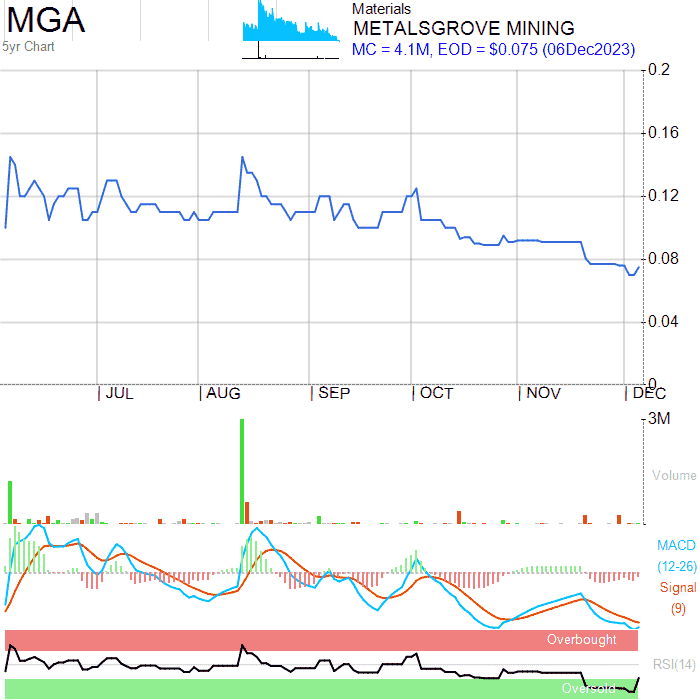 MGA
5yr Chart
Materials
METALSGROVE MINING
MC = 4.1M, EOD = $0.075 (06Dec2023)
0.2
0.16
0.12
0.08
0.04
0
JUL AUG SEP OCT NOV DEC
3M
Volume
MACD
(12-26)
Signal
(9)
Overbought
RSI(14)
Oversold